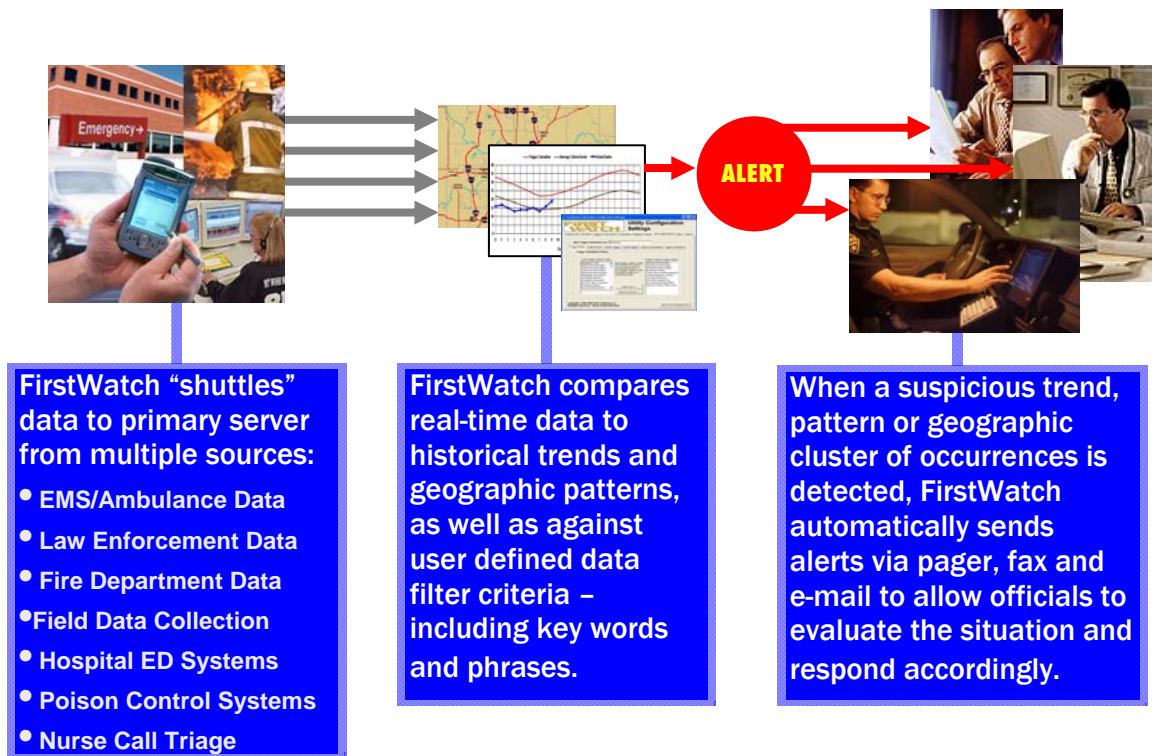 Emergency→
ALERT
Utility Configuration
Settings
FirstWatch “shuttles”
data to primary server
from multiple sources:
• EMS/Ambulance Data
• Law Enforcement Data
• Fire Department Data
•Field Data Collection
• Hospital ED Systems
• Poison Control Systems
• Nurse Call Triage
FirstWatch compares
real-time data to
historical trends and
geographic patterns,
as well as against
user defined data
filter criteria –
including key words
and phrases.
When a suspicious trend,
pattern or geographic
cluster of occurrences is
detected, FirstWatch
automatically sends
alerts via pager, fax and
e-mail to allow officials to
evaluate the situation and
respond accordingly.